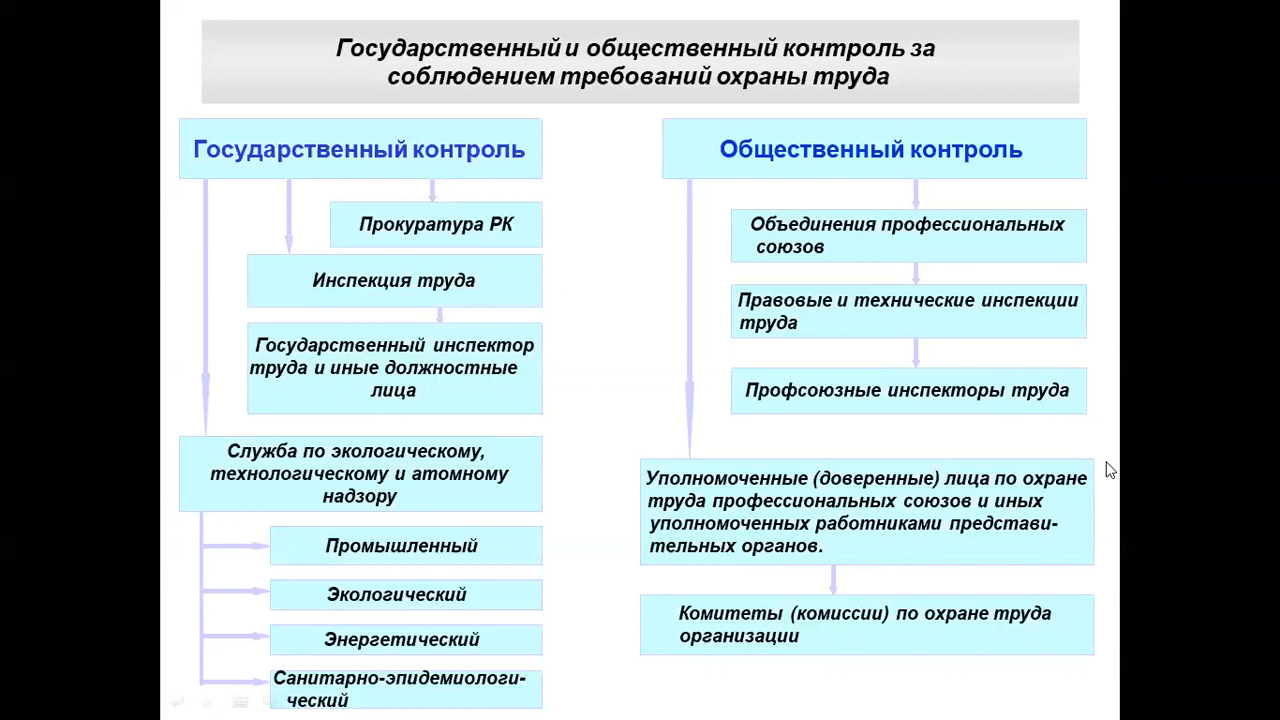 Государственный и общественный контроль за
соблюдением требований охраны труда
Государственный контроль
Прокуратура РК
Инспекция труда
Государственный инспектор
труда и иные должностные
лица
Служба по экологическому,
технологическому и атомному
надзору
Промышленный
Экологический
Энергетический
Санитарно-эпидемиологи-
ческий
Общественный контроль
Объединения профессиональных
союзов
Правовые и технические инспекции
труда
Профсоюзные инспекторы труда
Уполномоченные (доверенные) лица по охране
труда профессиональных союзов и иных
уполномоченных работниками представи-
тельных органов.
Комитеты (комиссии) по охране труда
организации